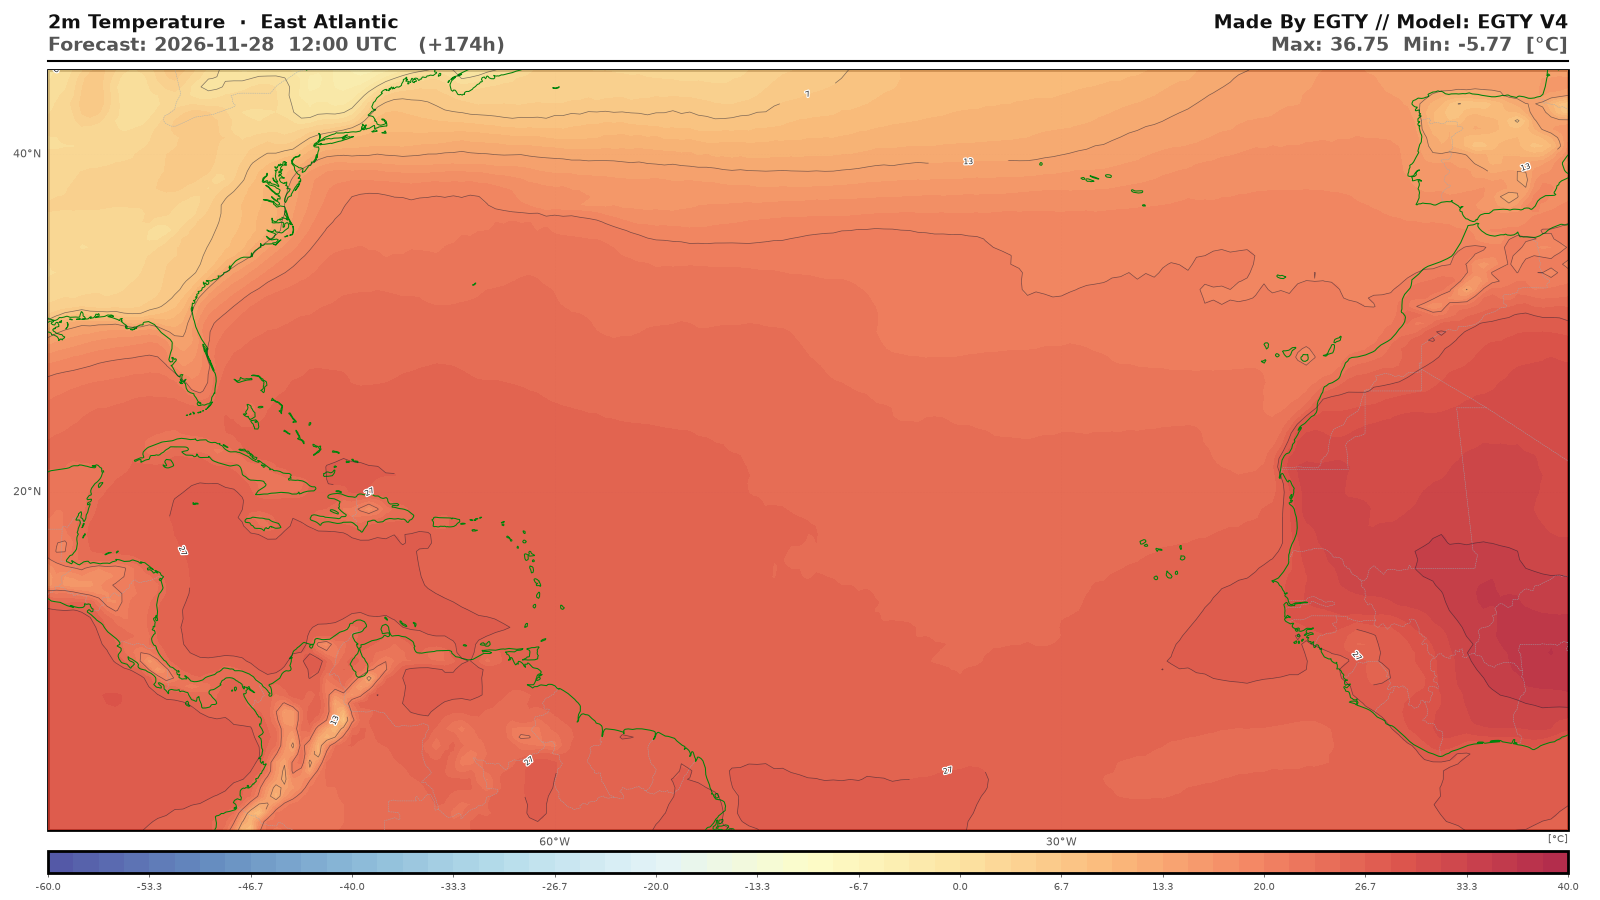 2m Temperature · East Atlantic
Made By EGTY // Model: EGTY V4
Forecast: 2026-11-28 12:00 UTC (+174h)
Max: 36.75 Min: -5.77 [°C]
7
13
13
40°N
27
20°N
27
27
13
27
27
60°W
30°W
[°C]
-60.0 -53.3 -46.7 -40.0 -33.3 -26.7 -20.0 -13.3 -6.7 0.0 6.7 13.3 20.0 26.7 33.3 40.0